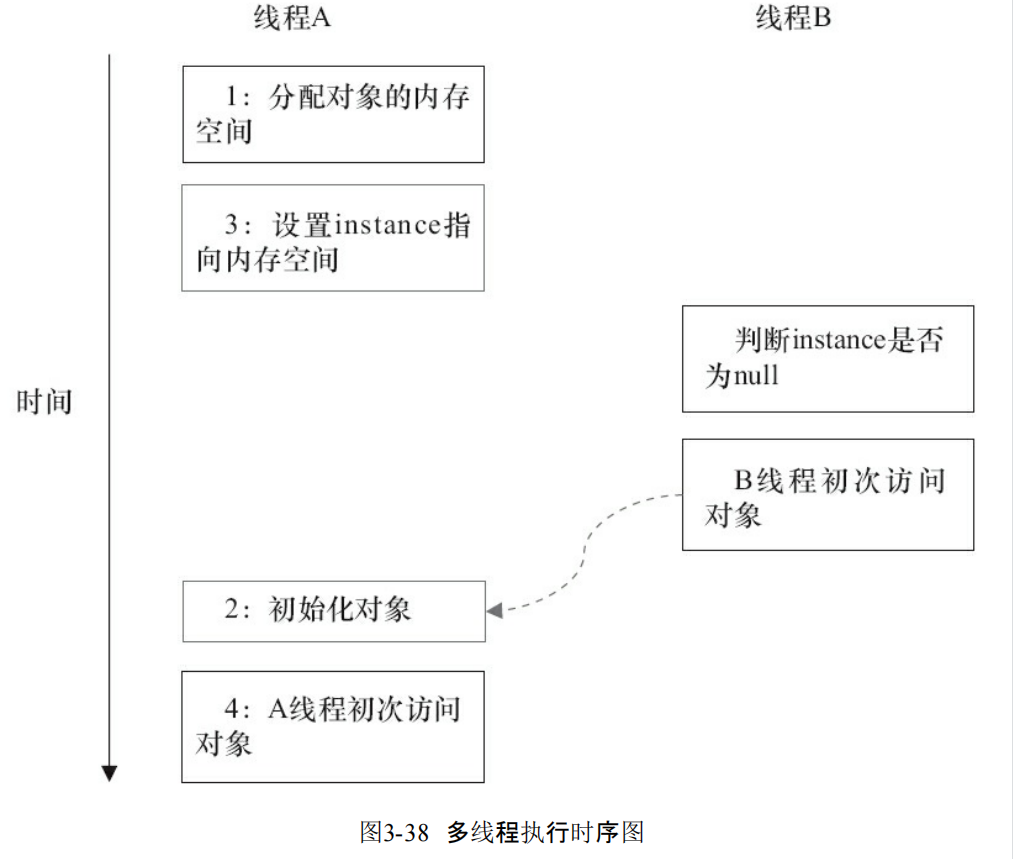 线程A
线程B
1：分配对象的内存
空间
3：设置instance指
向内存空间
判断instance是否
为null
时间
B线程初次访问
对象
2：初始化对象
4：A线程初次访问
对象
图3-38 多线程执行时序图